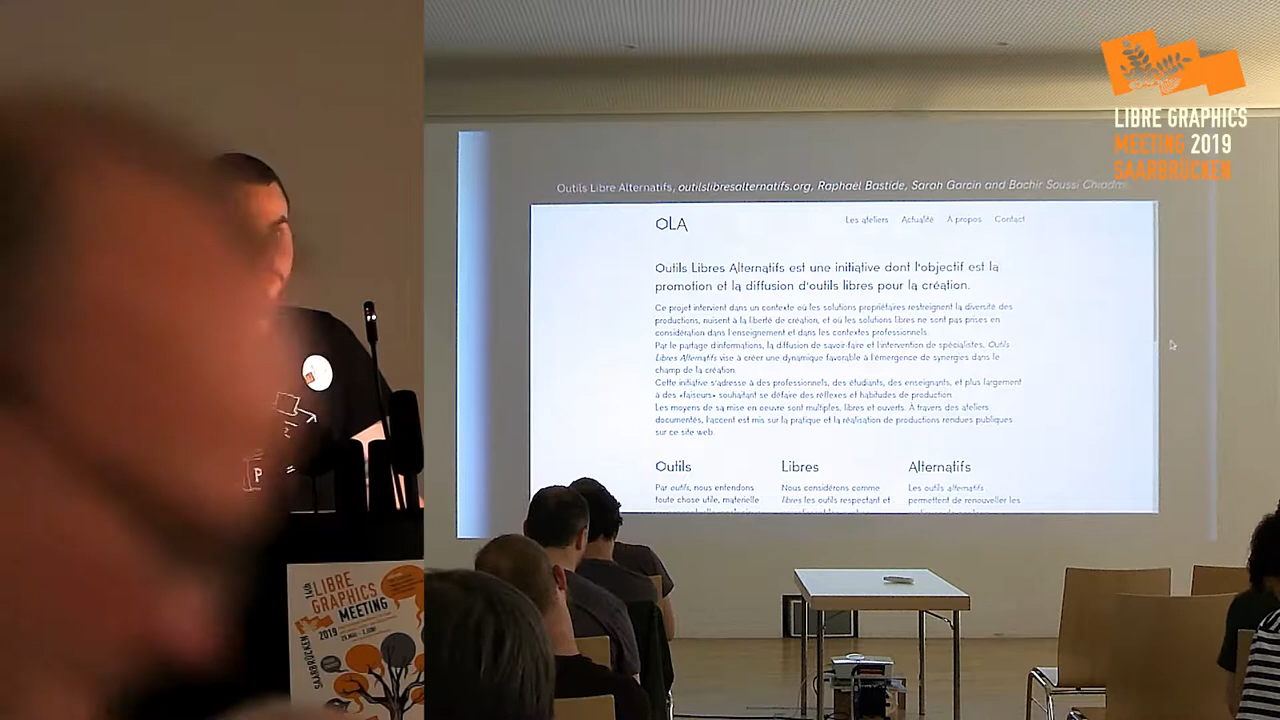 LIBRE GRAPHICS
MEETING 2019
SAARBRÜCKEN
Outils Libre Alternatifs, outilslibresalternatifs.org, Raphaël Bastide, Sarah Garcin and Bachir Soussi Chiadmi
OLA
Les ateliers Actualité À propos Contact
Outils Libres Alternatifs est une initiative dont l'objectif est la
promotion et la diffusion d'outils libres pour la création.
Ce projet intervient dans un contexte où les solutions propriétaires restreignent la diversité des
productions, nuisent à la liberté de création, et où les solutions libres ne sont pas prises en
considération dans l'enseignement et dans les contextes professionnels.
Par le partage d'informations, la diffusion de savoir-faire et l'intervention de spécialistes, Outils
Libres Alternatifs vise à créer une dynamique favorable à l'émergence de synergies dans le
champ de la création.
Cette initiative s'adresse à des professionnels, des étudiants, des enseignants, et plus largement
à des «faiseurs» souhaitant se défaire des réflexes et habitudes de production.
Les moyens de sa mise en oeuvre sont multiples, libres et ouverts. À travers des ateliers
documentés, l'accent est mis sur la pratique et la réalisation de productions rendues publiques
sur ce site web.
Outils Libres Alternatifs
Par outils, nous entendons
toute chose utile, matérielle
Nous considérons comme
libres les outils respectant et
Les outils alternatifs
permettent de renouveler les
P =
14th
LIBRE
GRAPHICS
MEETING
2019
SAARBRÜCKEN